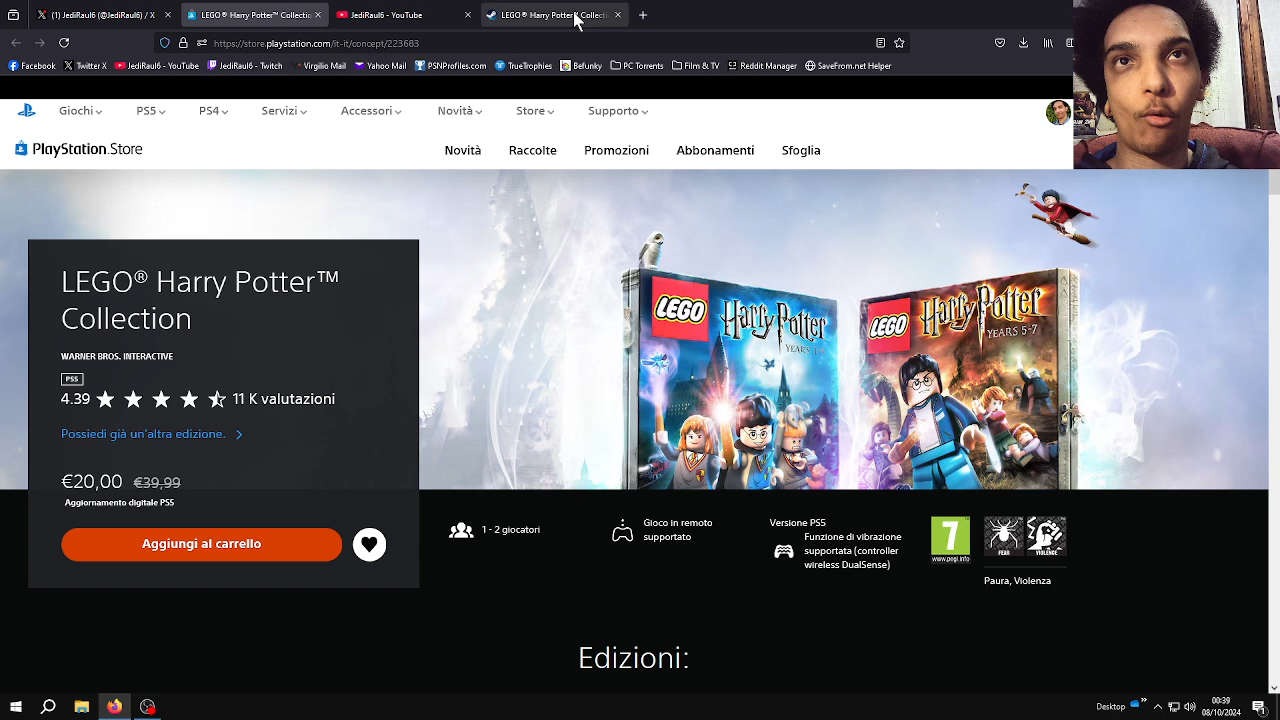 (1) JediRaul6 (@JediRaul6) / X
LEGO® Harry Potter™ Collection
JediRaul6 - YouTube
LEGO® Harry Potter™ Collecti
https://store.playstation.com/it-it/concept/223683
Facebook
Twitter X
JediRaul6 - YouTube
JediRaul6 - Twitch
Virgilio Mail
Yahoo Mail
PSNProfiles.com
TrueTrophies
Befunky
PC Torrents
Film & TV
Reddit Manager
SaveFrom.net Helper
Giochi
PS5
PS4
Servizi
Accessori
Novità
Store
Supporto
PlayStation.Store
Novità
Raccolte
Promozioni
Abbonamenti
Sfoglia
LEGO® Harry Potter™
Collection
WARNER BROS. INTERACTIVE
PS5
4.39
11 K valutazioni
Possiedi già un'altra edizione.
€20,00 €39,99
Aggiornamento digitale PS5
Aggiungi al carrello
LEGO
Harry Potter
YEARS
LEGO
Harry Potter
YEARS 5-7
1 - 2 giocatori
Gioco in remoto
supportato
Versione PS5
Funzione di vibrazione
supportata (controller
wireless DualSense)
7
www.pegi.info
FEAR
VIOLENCE
Paura, Violenza
Edizioni:
Desktop
00:39
08/10/2024